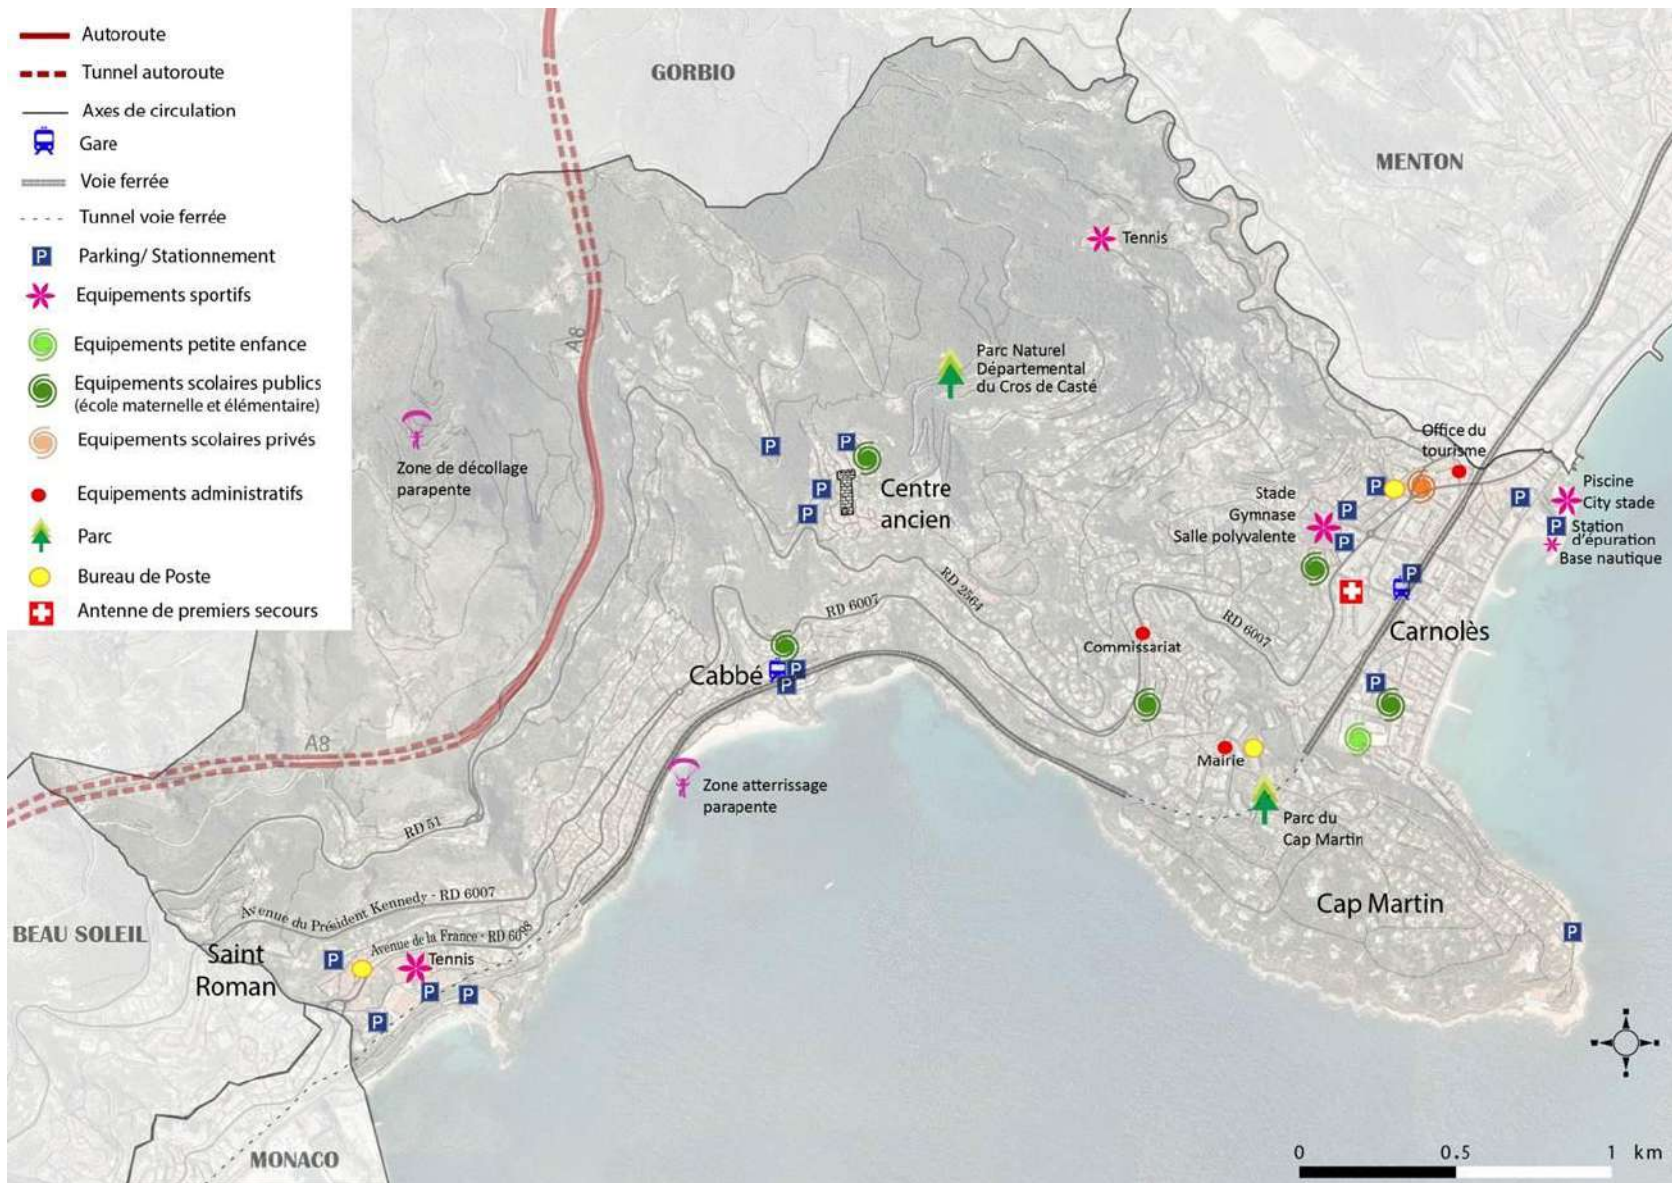 Autoroute
Tunnel autoroute
Axes de circulation
Gare
Voie ferrée
Tunnel voie ferrée
P
Parking/ Stationnement
Equipements sportifs
Equipements petite enfance
Equipements scolaires publics
(école maternelle et élémentaire)
Equipements scolaires privés
Equipements administratifs
Parc
Bureau de Poste
Antenne de premiers secours
GORBIO
MENTON
Tennis
A8
Parc Naturel
Départemental
du Cros de Casté
Zone de décollage
parapente
P
P
P
P
Centre
ancien
Office du
tourisme
P
P
P
Stade
Gymnase
Salle polyvalente
P
Piscine
City stade
P
Station
d'épuration
Base nautique
P
Carnolès
RD 2564
RD 6007
RD 6007
Commissariat
Cabbé
P
P
P
Mairie
Zone atterrissage
parapente
Parc du
Cap Martin
A8
RD 51
Avenue du Président Kennedy - RD 6007
Avenue de la France - RD 6098
BEAU SOLEIL
Saint
Roman
P
Tennis
P
P
P
Cap Martin
P
MONACO
0 0.5 1 km